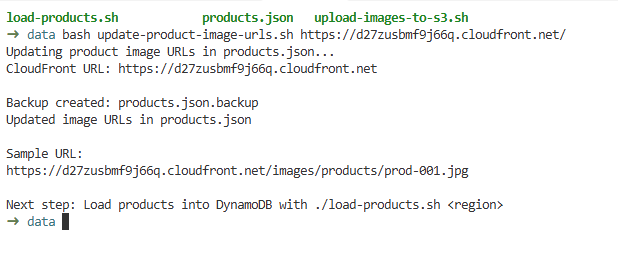 load-products.sh products.json upload-images-to-s3.sh
→ data bash update-product-image-urls.sh https://d27zusbmf9j66q.cloudfront.net/
Updating product image URLs in products.json...
CloudFront URL: https://d27zusbmf9j66q.cloudfront.net
Backup created: products.json.backup
Updated image URLs in products.json
Sample URL:
https://d27zusbmf9j66q.cloudfront.net/images/products/prod-001.jpg
Next step: Load products into DynamoDB with ./load-products.sh <region>
→ data